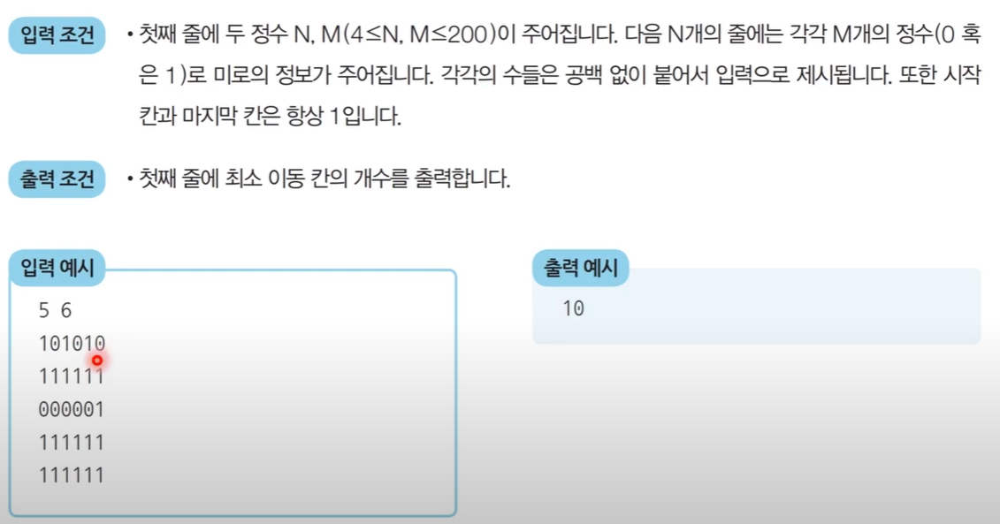 입력 조건
• 첫째 줄에 두 정수 N, M(4≤N, M≤200)이 주어집니다. 다음 N개의 줄에는 각각 M개의 정수(0 혹
은 1)로 미로의 정보가 주어집니다. 각각의 수들은 공백 없이 붙어서 입력으로 제시됩니다. 또한 시작
칸과 마지막 칸은 항상 1입니다.
출력 조건
• 첫째 줄에 최소 이동 칸의 개수를 출력합니다.
입력 예시
5 6
101010
111111
000001
111111
111111
출력 예시
10